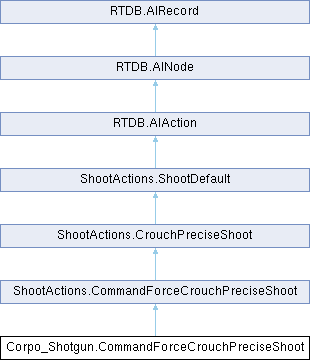 RTDB.AIRecord
RTDB.AINode
RTDB.AIAction
ShootActions.ShootDefault
ShootActions.CrouchPreciseShoot
ShootActions.CommandForceCrouchPreciseShoot
Corpo_Shotgun.CommandForceCrouchPreciseShoot